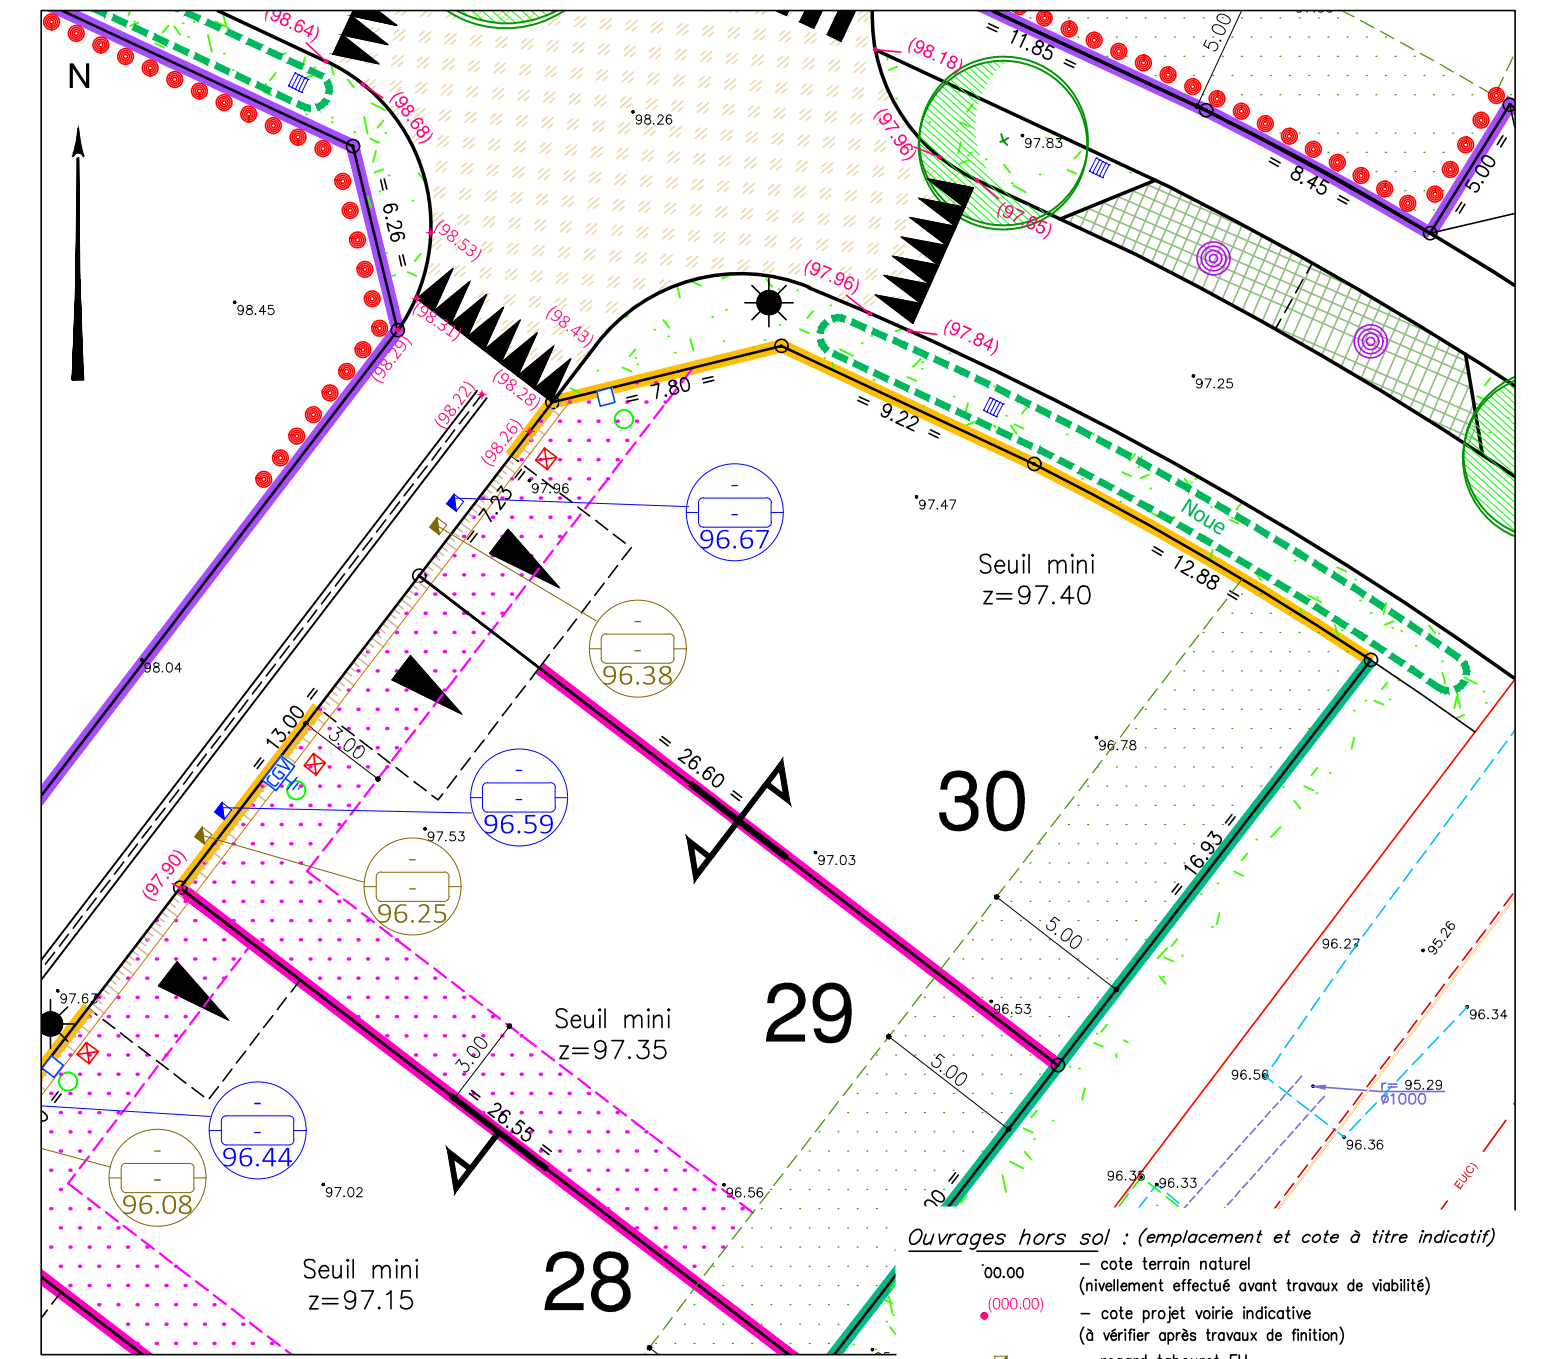 (98.64)
N
(98.68)
98.26
(98.18)
= 11.85 =
5.00
(97.96)
97.83
= 8.45 =
= 5.00 =
= 6.26 =
(98.53)
(97.85)
98.45
(98.31)
(98.43)
(97.96)
(97.84)
(98.29)
(98.28)
(98.22)
= 7.80 =
97.25
= 9.22 =
(98.26)
97.96
= 7.23 =
97.47
Noue
-
-
96.67
Seuil mini
z=97.40
= 12.88 =
-
-
96.38
98.04
= 13.00 =
3.00
CGV
= 26.60 =
96.78
30
-
-
96.59
97.53
97.03
= 16.93 =
(97.90)
-
-
96.25
5.00
96.27
95.26
97.63
29
96.53
96.34
Seuil mini
z=97.35
3.00
5.00
96.56
r= 95.29
ø1000
= 26.55 =
-
-
96.44
96.36
-
-
96.08
97.02
96.56
96.35
96.33
EU(C)
Seuil mini
z=97.15
28
Ouvrages hors sol : (emplacement et cote à titre indicatif)
00.00 – cote terrain naturel
(nivellement effectué avant travaux de viabilité)
(000.00) – cote projet voirie indicative
(à vérifier après travaux de finition)